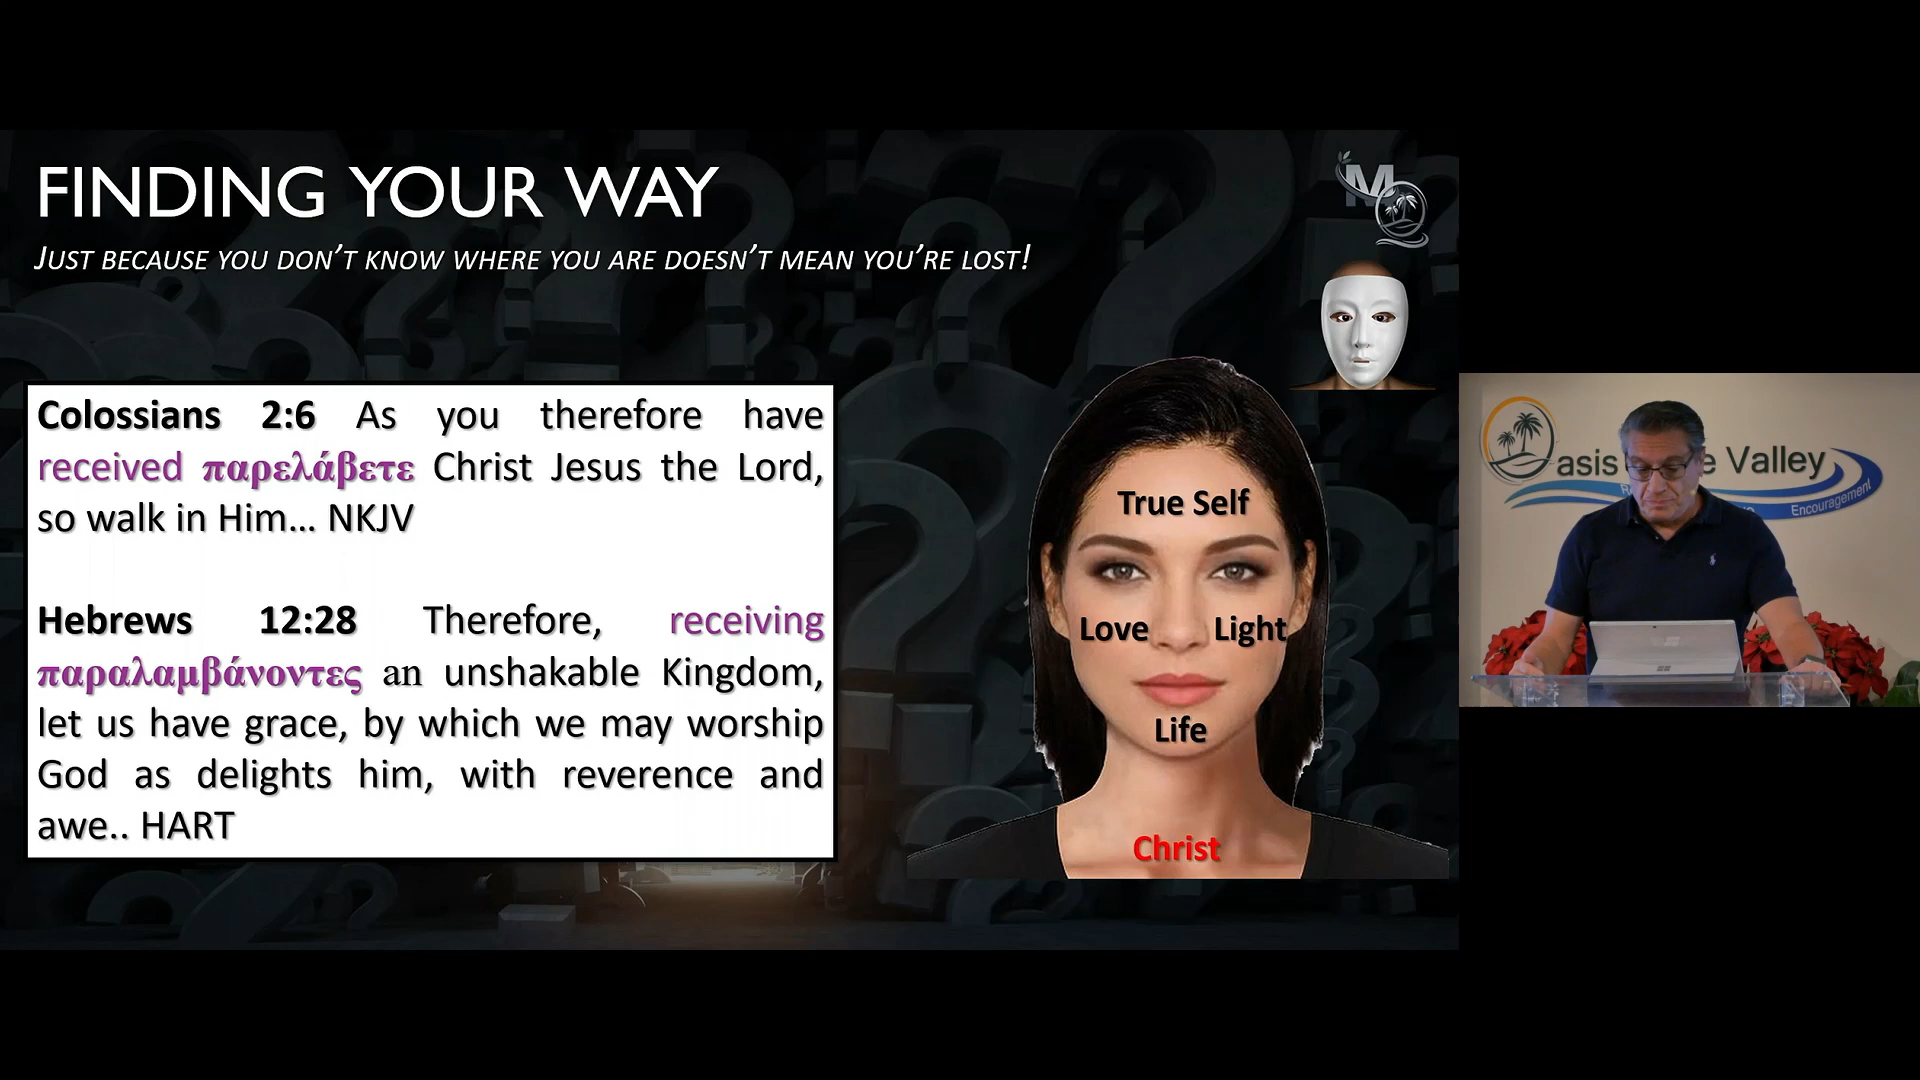 FINDING YOUR WAY
JUST BECAUSE YOU DON'T KNOW WHERE YOU ARE DOESN'T MEAN YOU'RE LOST!
M
Colossians 2:6 As you therefore have
received παρελάβετε Christ Jesus the Lord,
so walk in Him... NKJV
Hebrews 12:28 Therefore, receiving
παραλαμβάνοντες an unshakable Kingdom,
let us have grace, by which we may worship
God as delights him, with reverence and
awe.. HART
True Self
Love Light
Life
Christ
asis Valley
Encouragement